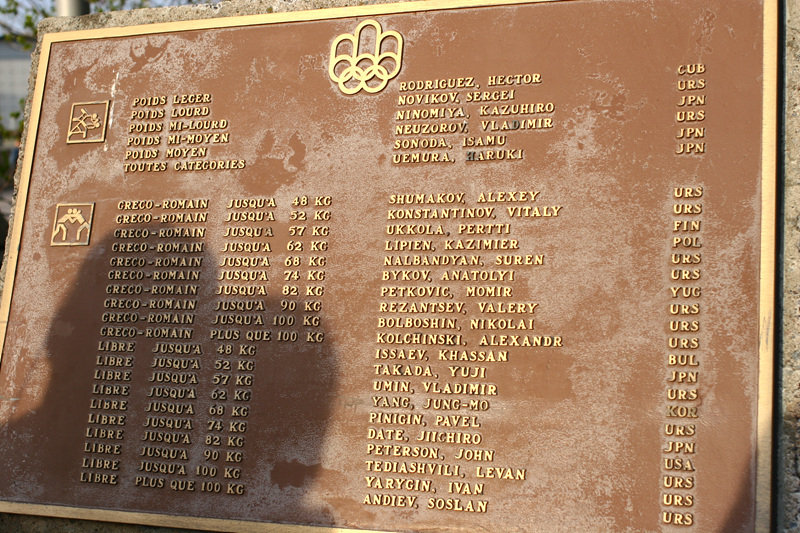 POIDS LEGER RODRIGUEZ, HECTOR CUB
POIDS LOURD NOVIKOV, SERGEI URS
POIDS MI-LOURD NINOMIYA, KAZUHIRO JPN
POIDS MI-MOYEN NEUZOROV, VLADIMIR URS
POIDS MOYEN SONODA, ISAMU JPN
TOUTES CATEGORIES UEMURA, HARUKI JPN
GRECO-ROMAIN JUSQU'A 48 KG SHUMAKOV, ALEXEY URS
GRECO-ROMAIN JUSQU'A 52 KG KONSTANTINOV, VITALY URS
GRECO-ROMAIN JUSQU'A 57 KG UKKOLA, PERTTI FIN
GRECO-ROMAIN JUSQU'A 62 KG LIPIEN, KAZIMIER POL
GRECO-ROMAIN JUSQU'A 68 KG NALBANDYAN, SUREN URS
GRECO-ROMAIN JUSQU'A 74 KG BYKOV, ANATOLYI URS
GRECO-ROMAIN JUSQU'A 82 KG PETKOVIC, MOMIR YUG
GRECO-ROMAIN JUSQU'A 90 KG REZANTSEV, VALERY URS
GRECO-ROMAIN JUSQU'A 100 KG BOLBOSHIN, NIKOLAI URS
GRECO-ROMAIN PLUS QUE 100 KG KOLCHINSKI, ALEXANDR URS
LIBRE JUSQU'A 48 KG ISSAEV, KHASSAN BUL
LIBRE JUSQU'A 52 KG TAKADA, YUJI JPN
LIBRE JUSQU'A 57 KG UMIN, VLADIMIR URS
LIBRE JUSQU'A 62 KG YANG, JUNG-MO KOR
LIBRE JUSQU'A 68 KG PINIGIN, PAVEL URS
LIBRE JUSQU'A 74 KG DATE, JIICHIRO JPN
LIBRE JUSQU'A 82 KG PETERSON, JOHN USA
LIBRE JUSQU'A 90 KG TEDIASHVILI, LEVAN URS
LIBRE JUSQU'A 100 KG YARYGIN, IVAN URS
LIBRE PLUS QUE 100 KG ANDIEV, SOSLAN URS